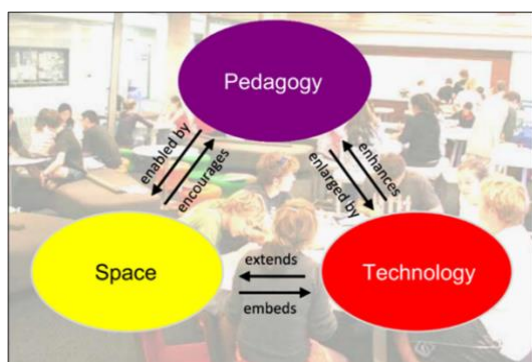 Pedagogy
enabled by
encourages
enlarged by
enhances
Space
extends
embeds
Technology